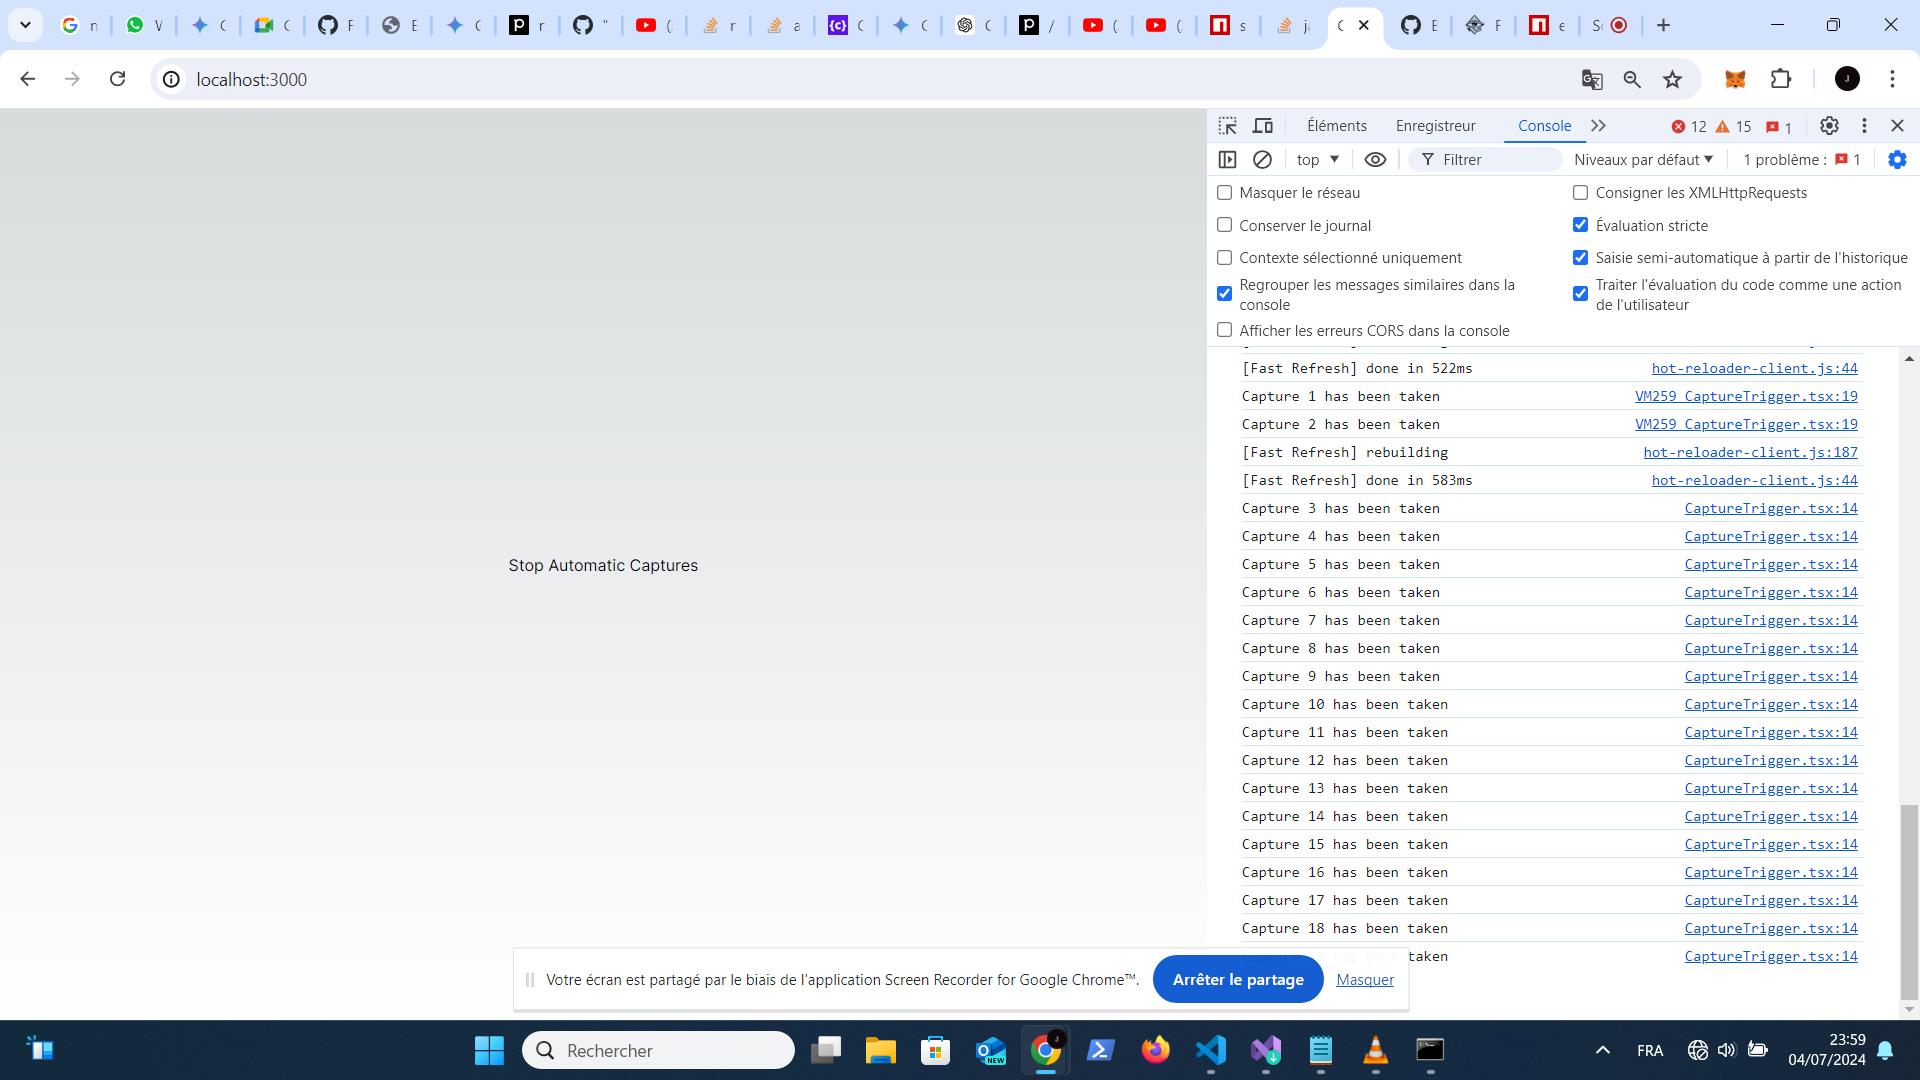 localhost:3000
Éléments Enregistreur Console 12 15 1
top Filtrer Niveaux par défaut 1 problème : 1
Masquer le réseau Consigner les XMLHttpRequests
Conserver le journal Évaluation stricte
Contexte sélectionné uniquement Saisie semi-automatique à partir de l'historique
Regrouper les messages similaires dans la console
Traiter l'évaluation du code comme une action de l'utilisateur
Afficher les erreurs CORS dans la console
[Fast Refresh] done in 522ms hot-reloader-client.js:44
Capture 1 has been taken VM259 CaptureTrigger.tsx:19
Capture 2 has been taken VM259 CaptureTrigger.tsx:19
[Fast Refresh] rebuilding hot-reloader-client.js:187
[Fast Refresh] done in 583ms hot-reloader-client.js:44
Capture 3 has been taken CaptureTrigger.tsx:14
Capture 4 has been taken CaptureTrigger.tsx:14
Capture 5 has been taken CaptureTrigger.tsx:14
Stop Automatic Captures
Capture 6 has been taken CaptureTrigger.tsx:14
Capture 7 has been taken CaptureTrigger.tsx:14
Capture 8 has been taken CaptureTrigger.tsx:14
Capture 9 has been taken CaptureTrigger.tsx:14
Capture 10 has been taken CaptureTrigger.tsx:14
Capture 11 has been taken CaptureTrigger.tsx:14
Capture 12 has been taken CaptureTrigger.tsx:14
Capture 13 has been taken CaptureTrigger.tsx:14
Capture 14 has been taken CaptureTrigger.tsx:14
Capture 15 has been taken CaptureTrigger.tsx:14
Capture 16 has been taken CaptureTrigger.tsx:14
Capture 17 has been taken CaptureTrigger.tsx:14
Capture 18 has been taken CaptureTrigger.tsx:14
taken CaptureTrigger.tsx:14
Votre écran est partagé par le biais de l'application Screen Recorder for Google Chrome™. Arrêter le partage Masquer
Rechercher
FRA
23:59
04/07/2024